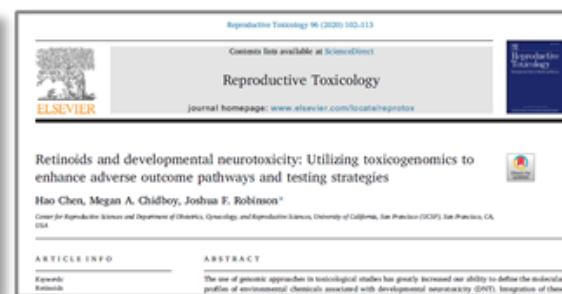 Reproductive Toxicology 96 (2020) 102–113
Contents lists available at ScienceDirect
Reproductive Toxicology
ELSEVIER
journal homepage: www.elsevier.com/locate/reprotox
Reproductive
Toxicology
Retinoids and developmental neurotoxicity: Utilizing toxicogenomics to
enhance adverse outcome pathways and testing strategies
Check for
updates
Hao Chen, Megan A. Chidboy, Joshua F. Robinson*
Center for Reproductive Sciences and Department of Obstetrics, Gynecology, and Reproductive Sciences, University of California, San Francisco (UCSF), San Francisco, CA,
USA
ARTICLE INFO
ABSTRACT
Keywords:
Retinoids
The use of genomic approaches in toxicological studies has greatly increased our ability to define the molecular
profiles of environmental chemicals associated with developmental neurotoxicity (DNT). Integration of these